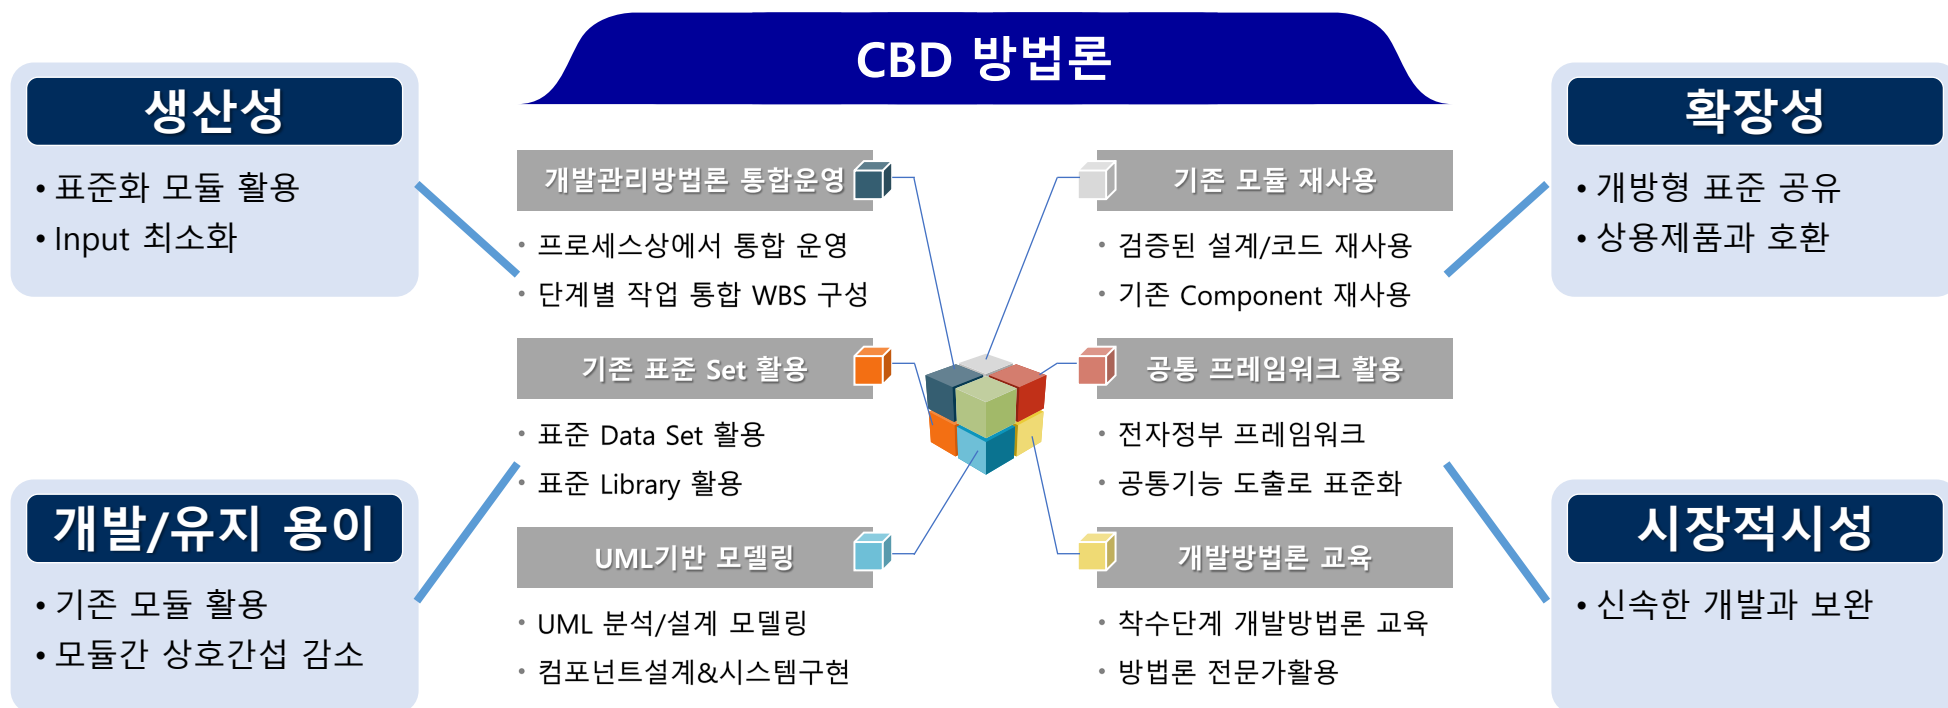 CBD 방법론
생산성
• 표준화 모듈 활용
• Input 최소화
개발/유지 용이
• 기존 모듈 활용
• 모듈간 상호간섭 감소
개발관리방법론 통합운영
• 프로세스상에서 통합 운영
• 단계별 작업 통합 WBS 구성
기존 표준 Set 활용
• 표준 Data Set 활용
• 표준 Library 활용
UML기반 모델링
• UML 분석/설계 모델링
• 컴포넌트설계&시스템구현
기존 모듈 재사용
• 검증된 설계/코드 재사용
• 기존 Component 재사용
공통 프레임워크 활용
• 전자정부 프레임워크
• 공통기능 도출로 표준화
개발방법론 교육
• 착수단계 개발방법론 교육
• 방법론 전문가활용
확장성
• 개방형 표준 공유
• 상용제품과 호환
시장적시성
• 신속한 개발과 보완